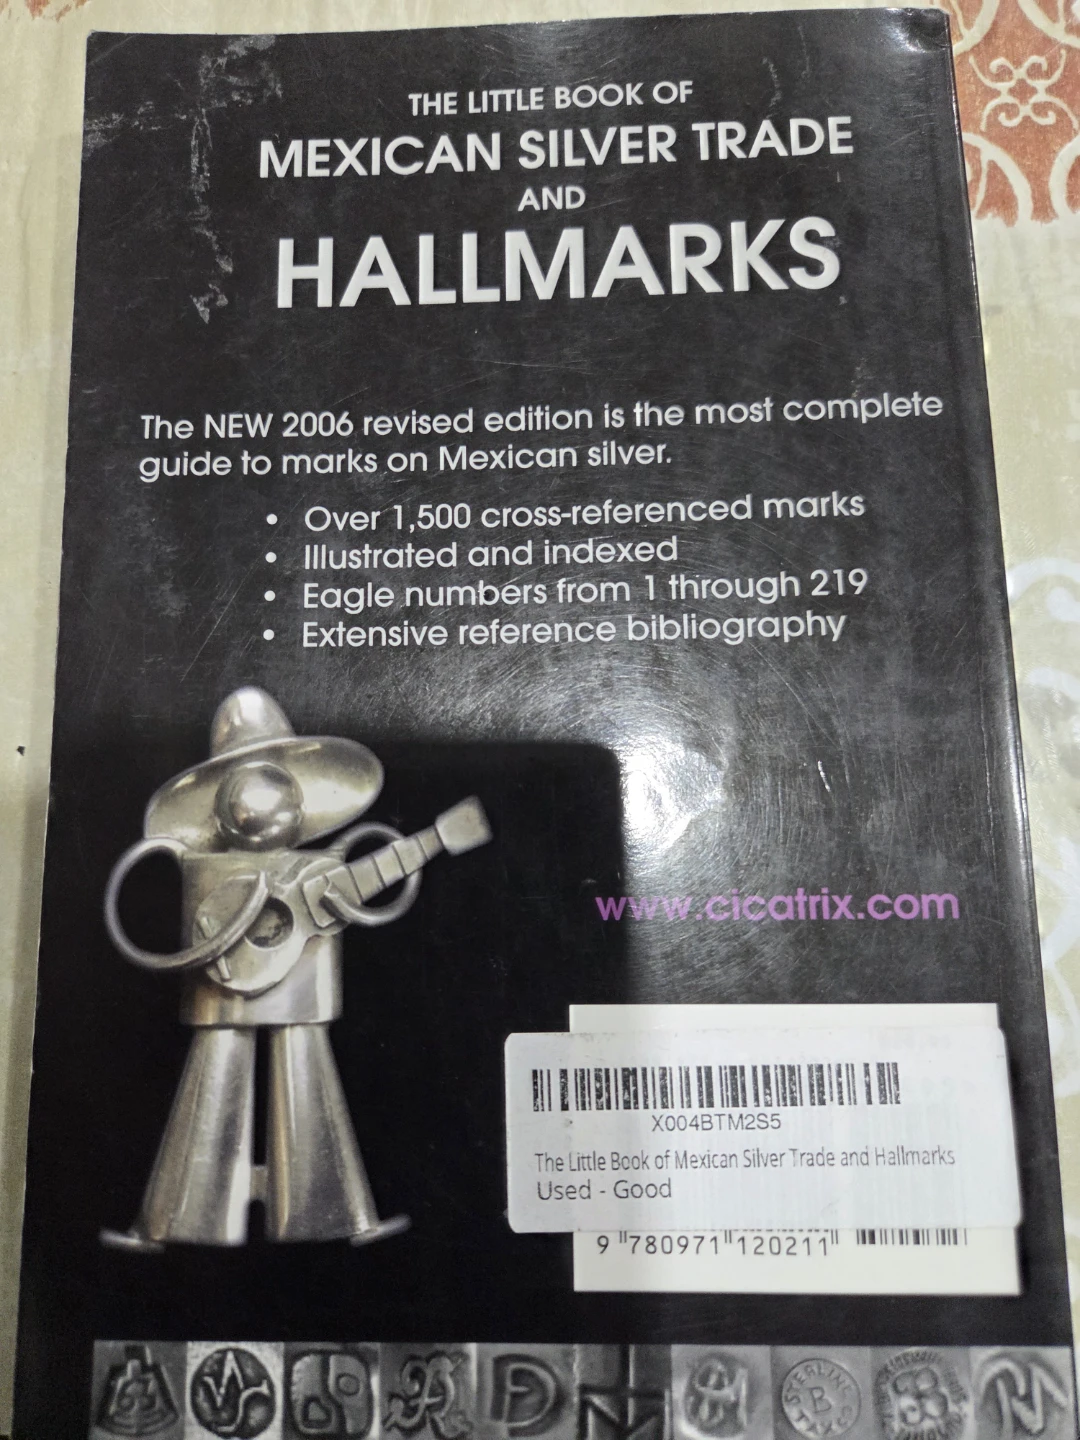 THE LITTLE BOOK OF
MEXICAN SILVER TRADE
AND
HALLMARKS
The NEW 2006 revised edition is the most complete
guide to marks on Mexican silver.
• Over 1,500 cross-referenced marks
• Illustrated and indexed
• Eagle numbers from 1 through 219
• Extensive reference bibliography
www.cicatrix.com
X004BTM2S5
The Little Book of Mexican Silver Trade and Hallmarks
Used - Good
9 780971 120211
STERLING
B
TAXCO